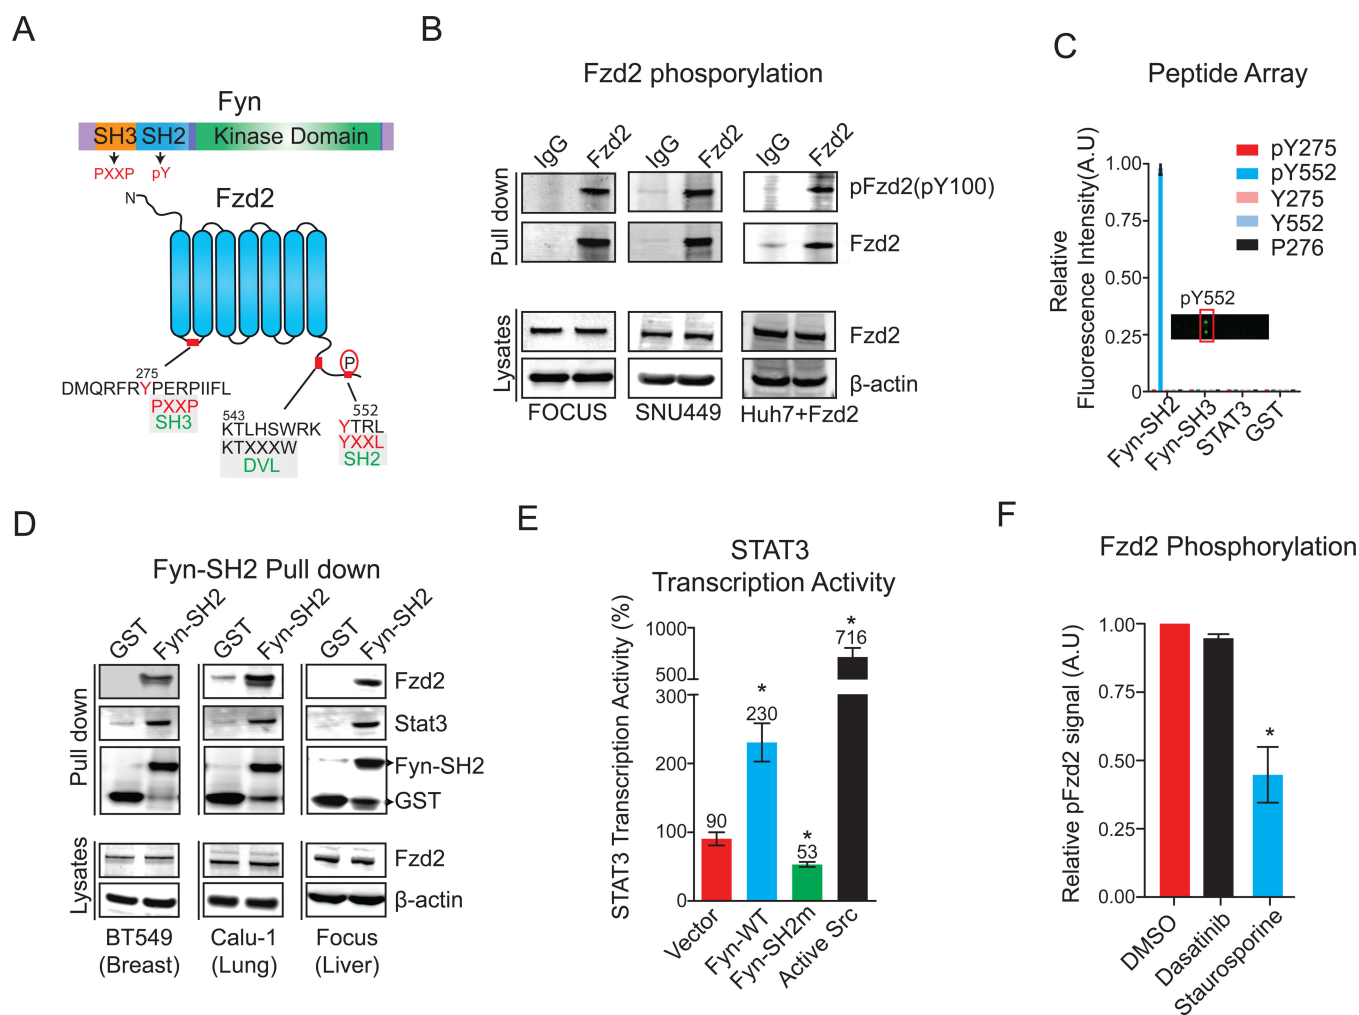 A
Fyn
SH3 SH2 Kinase Domain
PXXP pY
N
Fzd2
P
275
DMQRFRYPERPIIFL
PXXP
SH3
543
KTLHSWRK
KTXXXW
DVL
552
YTRL
YXXL
SH2
B
Fzd2 phosporylation
IgG Fzd2 IgG Fzd2 IgG Fzd2
Pull down
pFzd2(pY100)
Fzd2
Lysates
Fzd2
β-actin
FOCUS SNU449 Huh7+Fzd2
C
Peptide Array
Relative
Fluorescence Intensity(A.U)
1.00
0.75
0.50
0.25
0
pY275
pY552
Y275
Y552
P276
pY552
Fyn-SH2 Fyn-SH3 STAT3 GST
D
Fyn-SH2 Pull down
GST Fyn-SH2 GST Fyn-SH2 GST Fyn-SH2
Pull down
Fzd2
Stat3
Fyn-SH2
GST
Lysates
Fzd2
β-actin
BT549 Calu-1 Focus
(Breast) (Lung) (Liver)
E
STAT3
Transcription Activity
STAT3 Transcription Activity (%)
1000
500
300
200
100
0
90
*
230
*
53
*
716
Vector Fyn-WT Fyn-SH2m Active Src
F
Fzd2 Phosphorylation
Relative pFzd2 signal (A.U)
1.00
0.75
0.50
0.25
0.00
*
DMSO Dasatinib Staurosporine